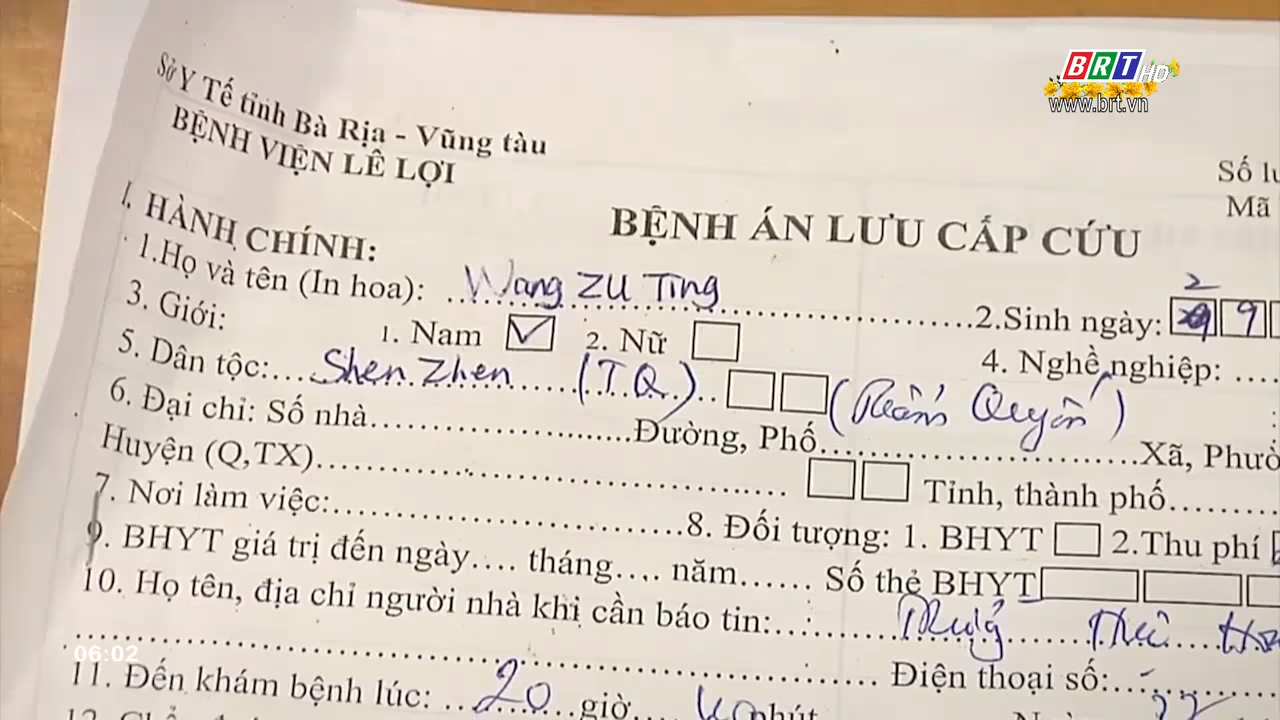 BRT HD
www.brt.vn
Sở Y Tế tỉnh Bà Rịa - Vũng tàu
BỆNH VIỆN LÊ LỢI
Số
Mã
BỆNH ÁN LƯU CẤP CỨU
I. HÀNH CHÍNH:
1.Họ và tên (In hoa): Wang ZU Ting 2.Sinh ngày: 2 9
3. Giới: 1. Nam ☑ 2. Nữ ☐ 4. Nghề nghiệp:
5. Dân tộc: Shen Zhen (T.Q) (Quyến)
6. Đại chỉ: Số nhà Đường, Phố Xã,
Huyện (Q,TX) Tỉnh, thành phố
7. Nơi làm việc: 8. Đối tượng: 1. BHYT 2.Thu phí
9. BHYT giá trị đến ngày.... tháng.... năm...... Số thẻ BHYT
10. Họ tên, địa chỉ người nhà khi cần báo tin:
Điện thoại số:
11. Đến khám bệnh lúc: 20 giờ phút
06:02